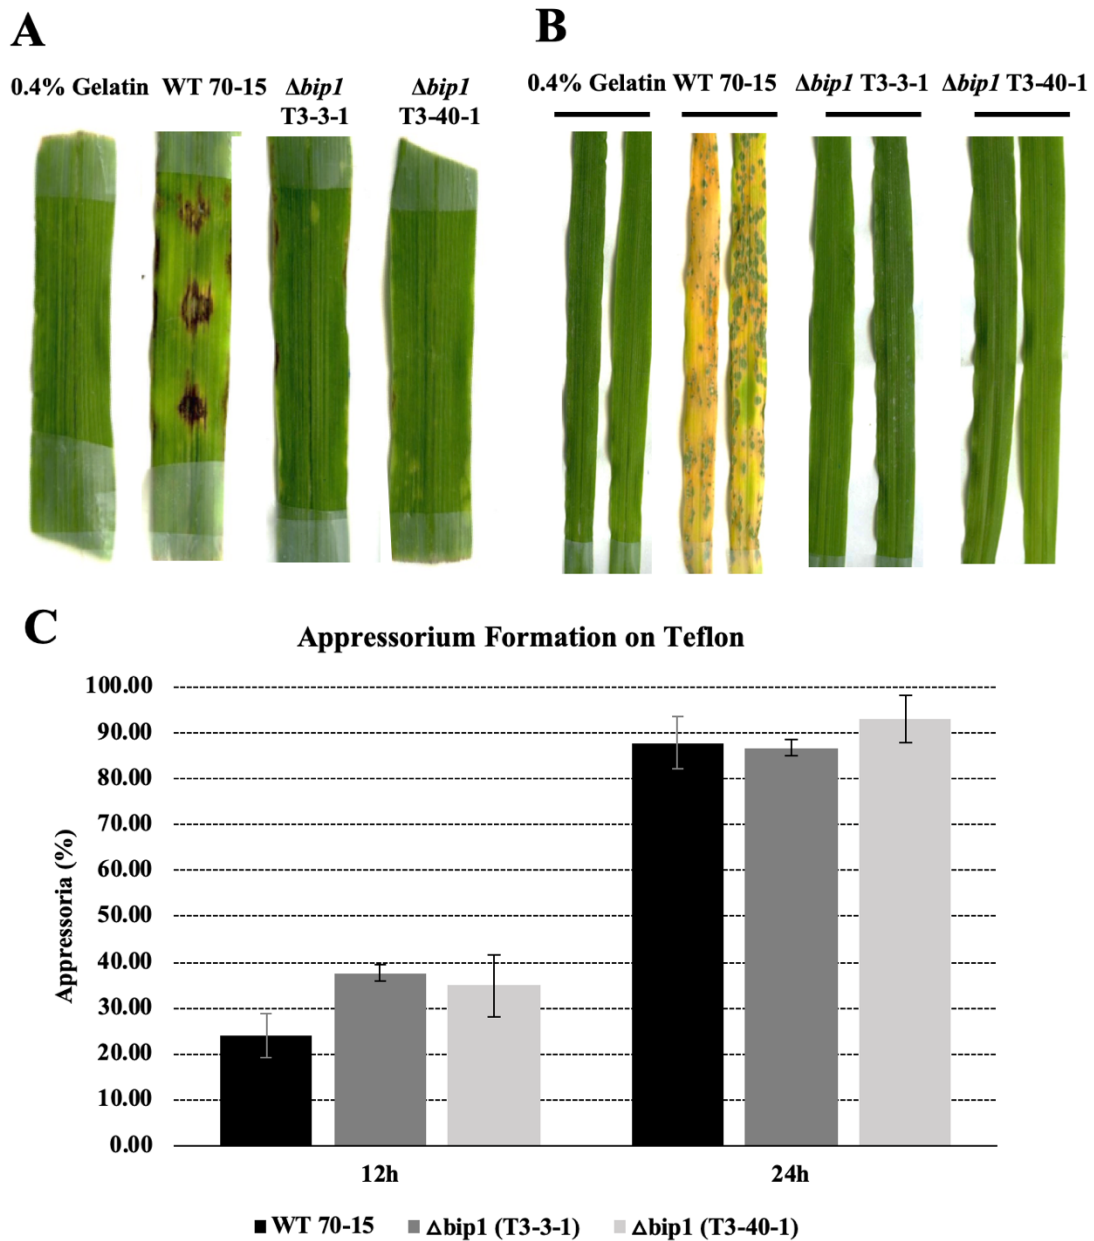 A
B
0.4% Gelatin WT 70-15 Δbip1 T3-3-1 Δbip1 T3-40-1
0.4% Gelatin WT 70-15 Δbip1 T3-3-1 Δbip1 T3-40-1
C
Appressorium Formation on Teflon
100.00
90.00
80.00
70.00
60.00
50.00
40.00
30.00
20.00
10.00
0.00
Appressoria (%)
12h 24h
WT 70-15 Δbip1 (T3-3-1) Δbip1 (T3-40-1)